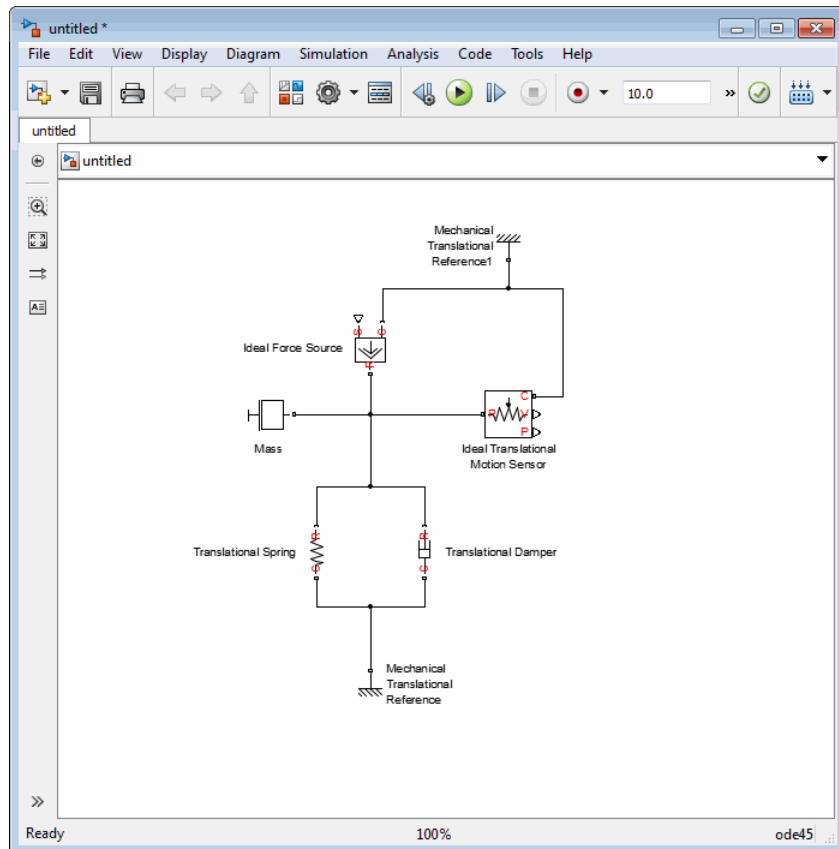 untitled *
File Edit View Display Diagram Simulation Analysis Code Tools Help
10.0 »
untitled
untitled
Mechanical
Translational
Reference1
S C
Ideal Force Source
R
C
R V
P
Mass
Ideal Translational
Motion Sensor
R R
Translational Spring
Translational Damper
C C
Mechanical
Translational
Reference
»
Ready 100% ode45